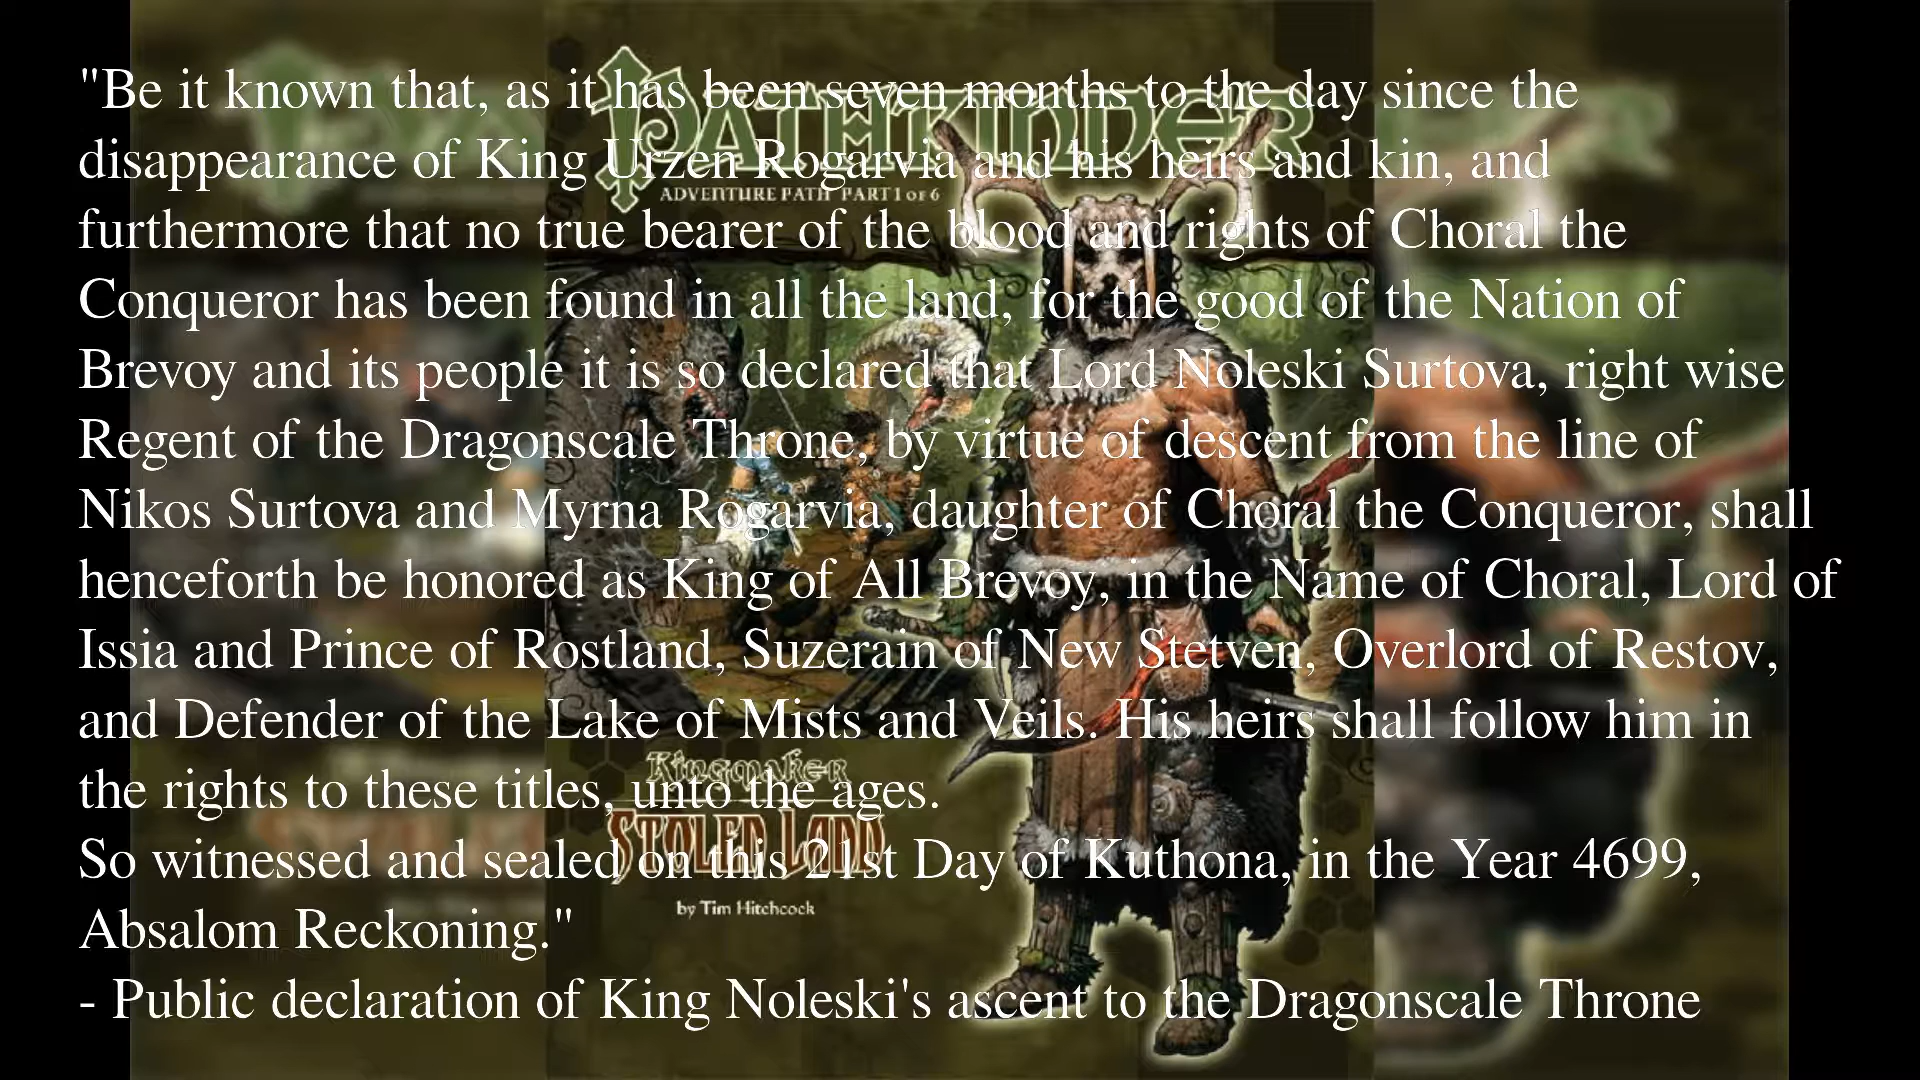 "Be it known that, as it has been seven months to the day since the
disappearance of King Urzen Rogarvia and his heirs and kin, and
furthermore that no true bearer of the blood and rights of Choral the
Conqueror has been found in all the land, for the good of the Nation of
Brevoy and its people it is so declared that Lord Noleski Surtova, right wise
Regent of the Dragonscale Throne, by virtue of descent from the line of
Nikos Surtova and Myrna Rogarvia, daughter of Choral the Conqueror, shall
henceforth be honored as King of All Brevoy, in the Name of Choral, Lord of
Issia and Prince of Rostland, Suzerain of New Stetven, Overlord of Restov,
and Defender of the Lake of Mists and Veils. His heirs shall follow him in
the rights to these titles, unto the ages.
So witnessed and sealed on this 21st Day of Kuthona, in the Year 4699,
Absalom Reckoning."
- Public declaration of King Noleski's ascent to the Dragonscale Throne
PATHFINDER
ADVENTURE PATH PART 1 OF 6
Kingmaker
STOLEN LAND
by Tim Hitchcock